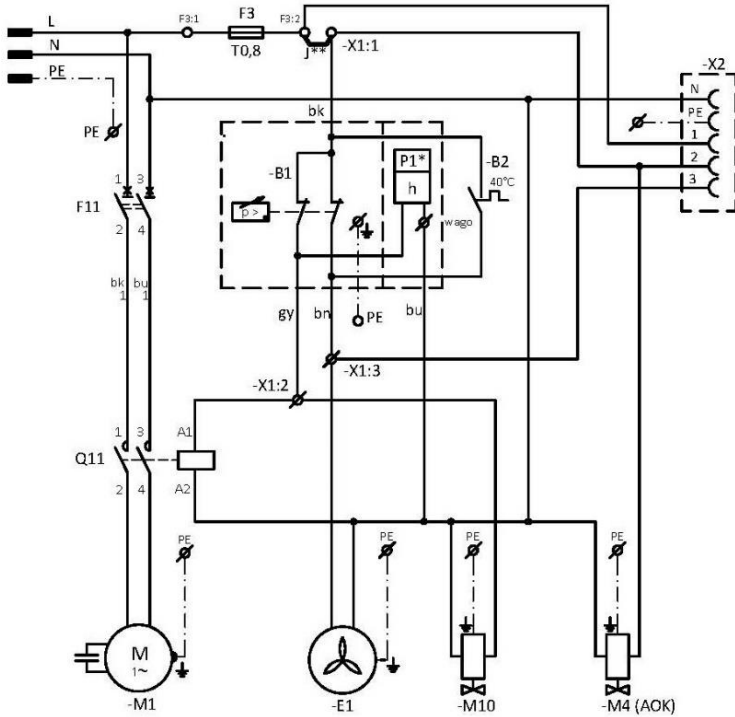 L
F3:1
F3
F3:2
T0,8
J**
-X1:1
N
PE
-X2
N
PE
1
2
3
PE
bk
P1*
h
-B1
-B2
40°C
p >
wago
1
3
F11
2
4
bk
1
bu
1
gy
bn
PE
bu
-X1:3
-X1:2
1
3
A1
Q11
2
4
A2
PE
PE
PE
PE
M
1~
-M1
-E1
-M10
-M4 (AOK)